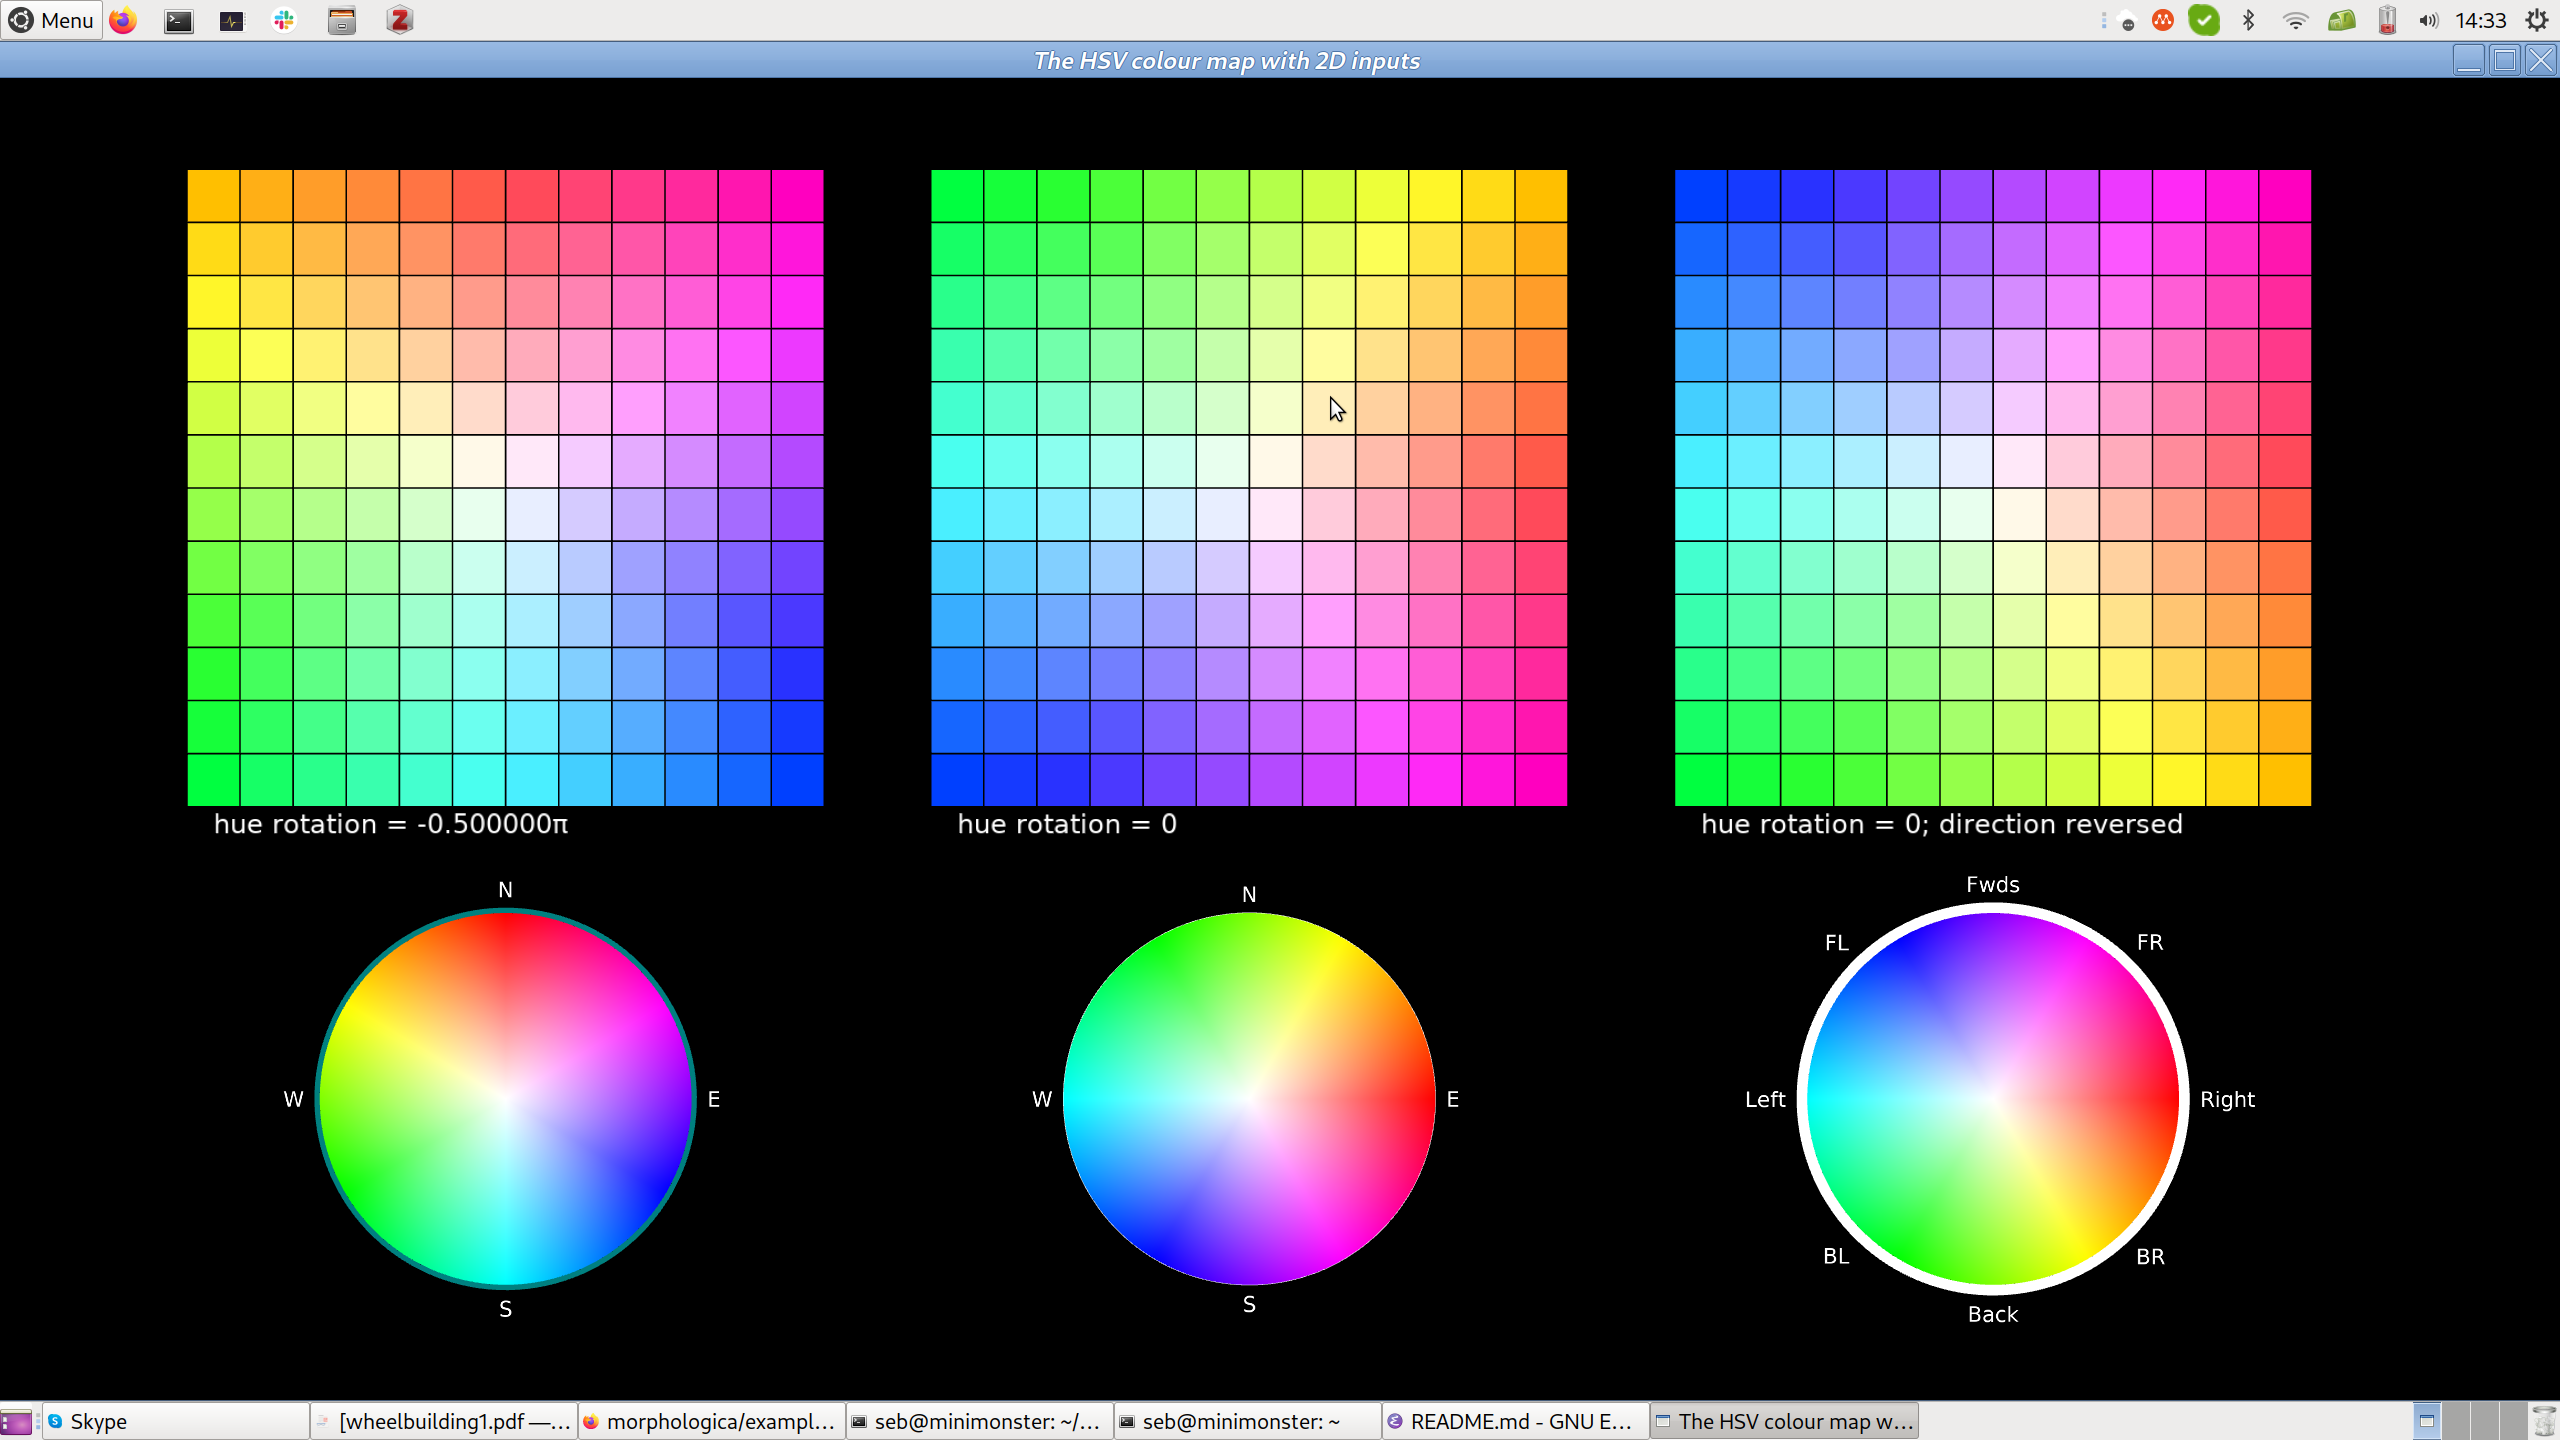 Menu
14:33
The HSV colour map with 2D inputs
hue rotation = -0.500000π
hue rotation = 0
hue rotation = 0; direction reversed
N
N
Fwds
FL
FR
W
E
W
E
Left
Right
BL
BR
S
S
Back
Skype
[wheelbuilding1.pdf —...
morphologica/exampl...
seb@minimonster: ~/...
seb@minimonster: ~
README.md - GNU E...
The HSV colour map w...